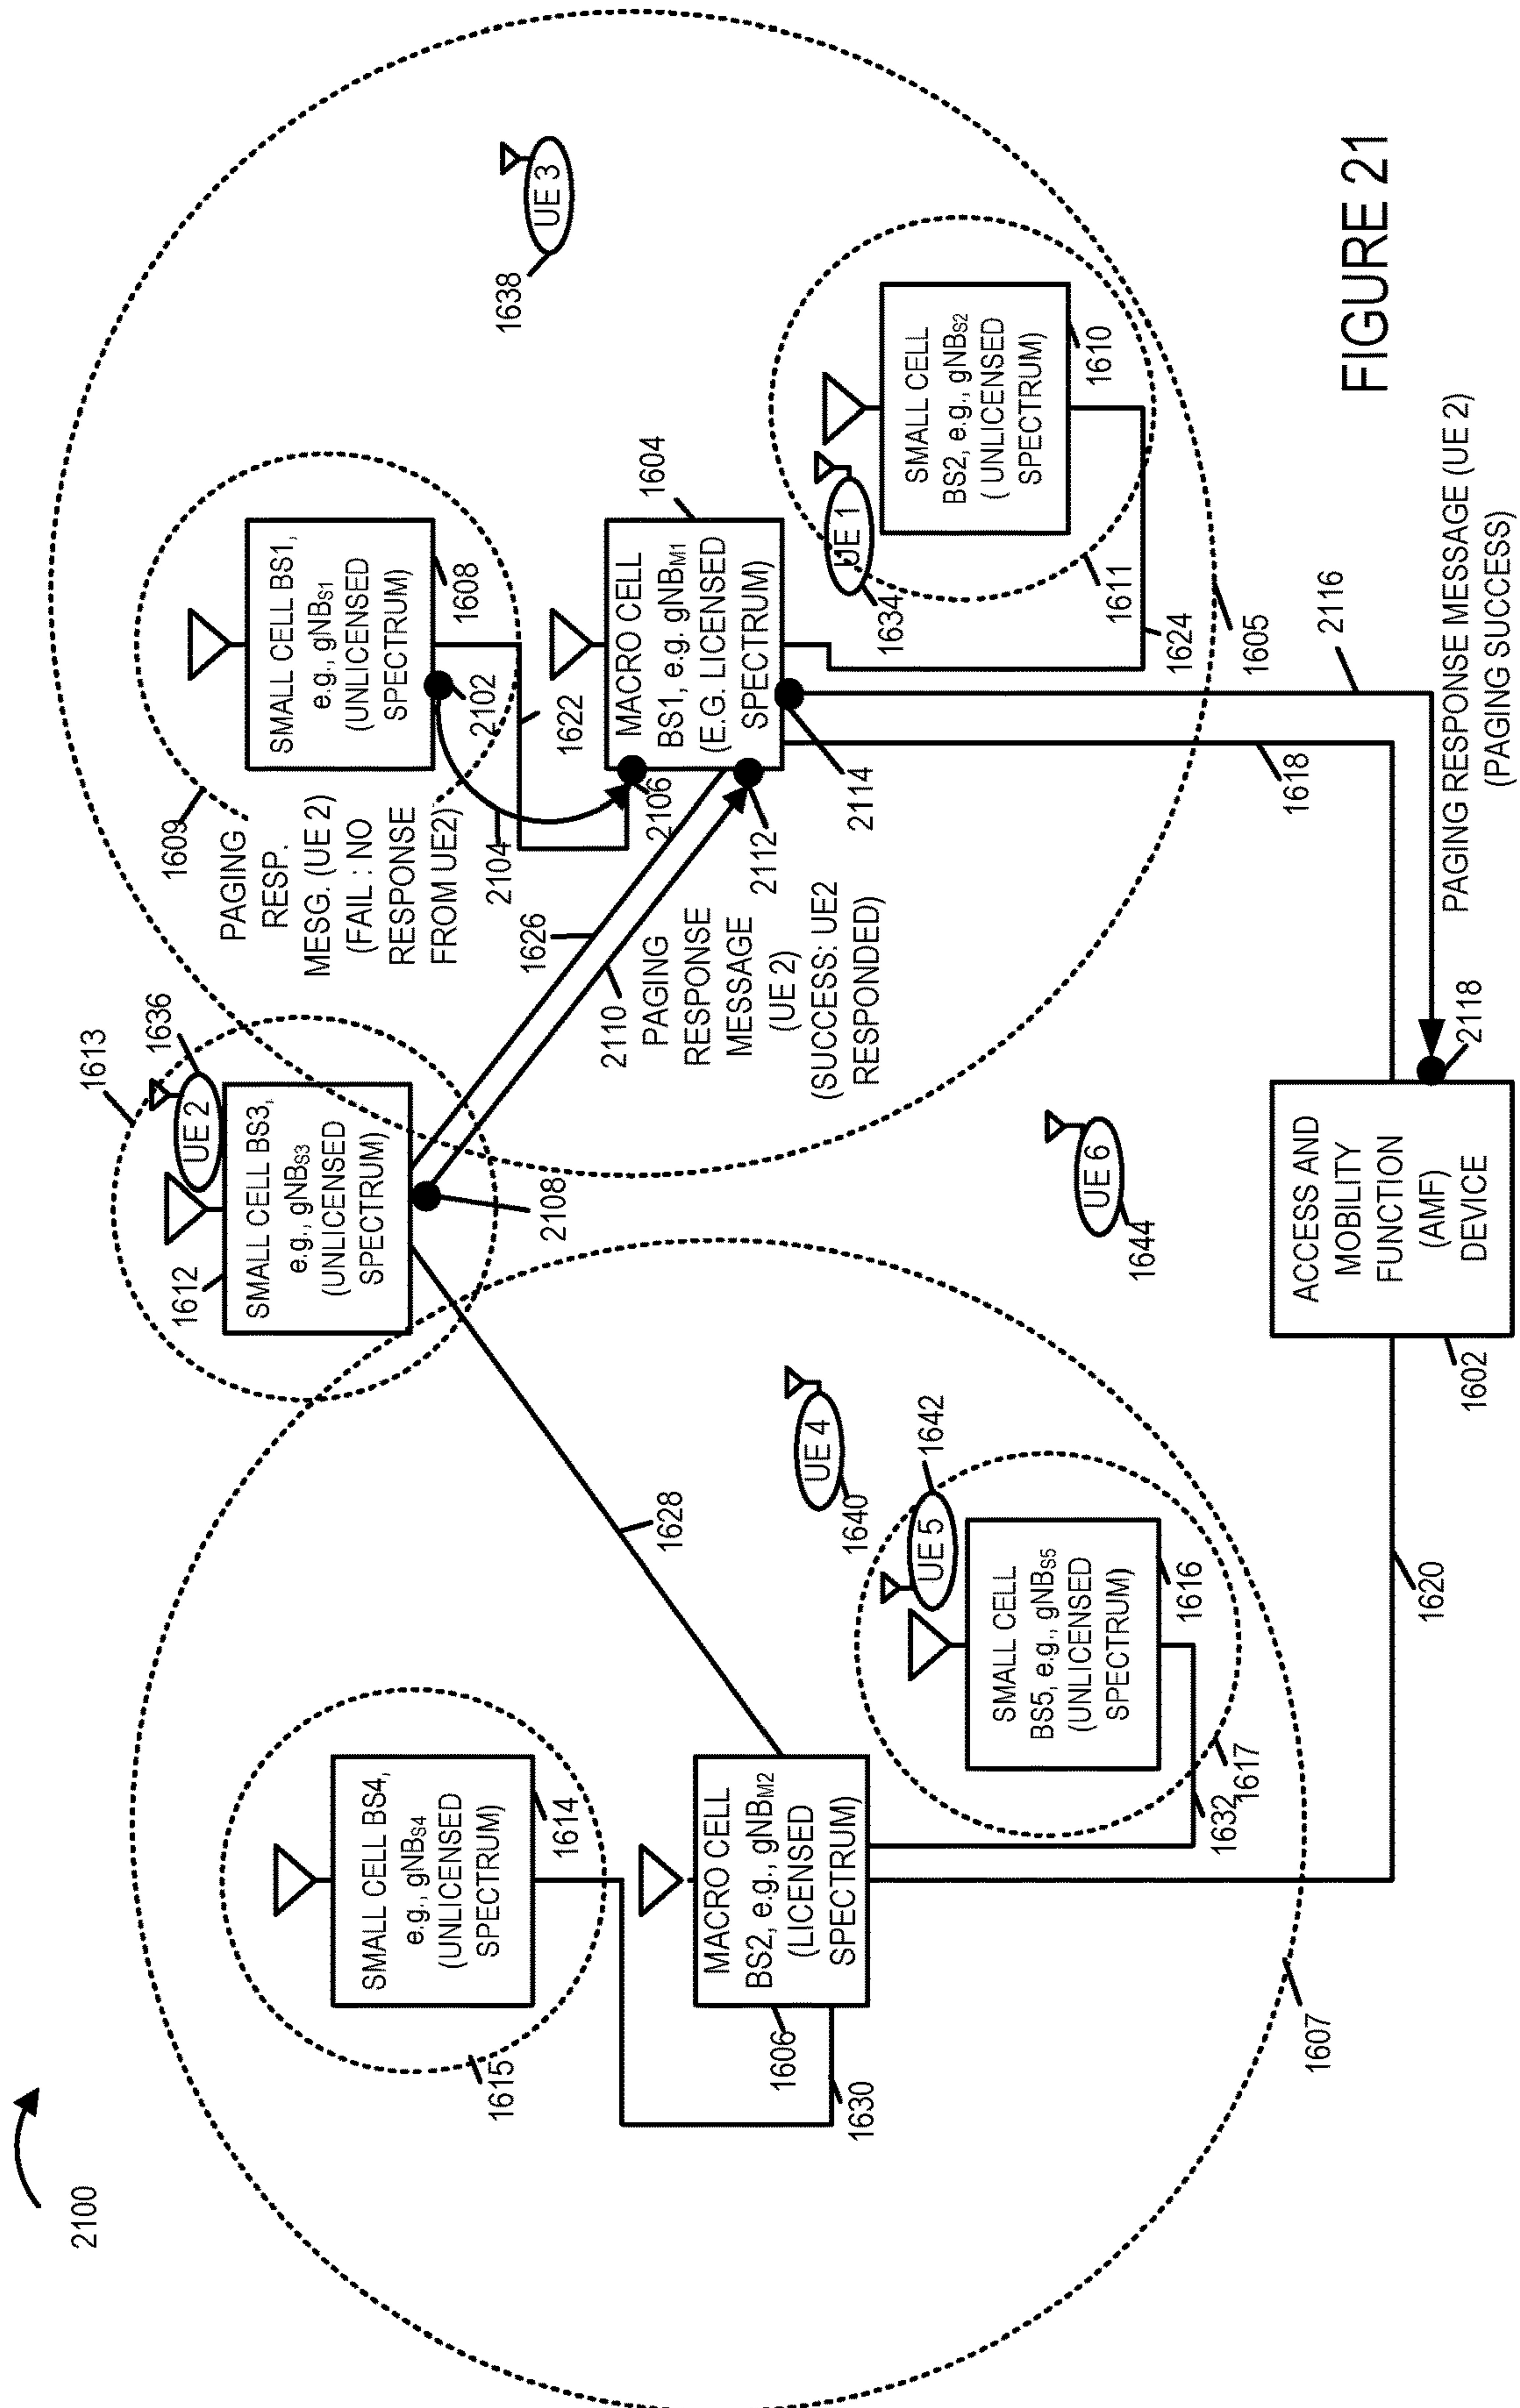 2100
1613
1636
UE 2
SMALL CELL BS3,
e.g., gNBS3
(UNLICENSED
SPECTRUM)
1612
2108
1609
PAGING
RESP.
MESG. (UE 2)
(FAIL : NO
RESPONSE
FROM UE2)
2104
SMALL CELL BS1,
e.g., gNBS1
(UNLICENSED
SPECTRUM)
1608
2102
1622
UE 3
1638
SMALL CELL BS4,
e.g., gNBS4
(UNLICENSED
SPECTRUM)
1614
1615
1628
1626
2110
PAGING
RESPONSE
MESSAGE
(UE 2)
(SUCCESS: UE2
RESPONDED)
2106
2112
MACRO CELL
BS1, e.g. gNBM1
(E.G. LICENSED
SPECTRUM)
1604
2114
MACRO CELL
BS2, e.g., gNBM2
(LICENSED
SPECTRUM)
1606
1630
UE 4
1640
UE 5
1642
SMALL CELL
BS5, e.g., gNBS5
(UNLICENSED
SPECTRUM)
1616
1632
1617
1607
UE 1
1634
SMALL CELL
BS2, e.g., gNBS2
( UNLICENSED
SPECTRUM)
1610
1611
1624
1605
UE 6
1644
1620
ACCESS AND
MOBILITY
FUNCTION
(AMF)
DEVICE
1602
2118
1618
2116
PAGING RESPONSE MESSAGE (UE 2)
(PAGING SUCCESS)
FIGURE 21